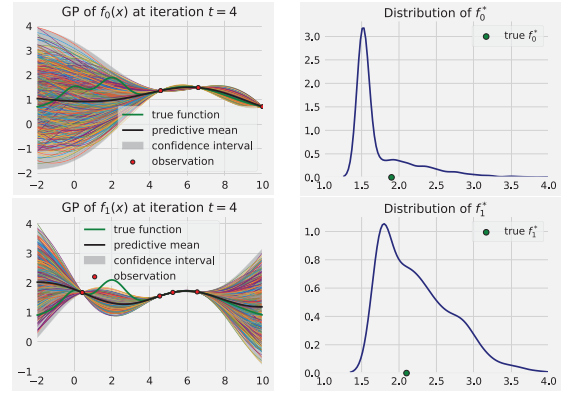 GP of f₀(x) at iteration t = 4
4
3
2
1
0
−1
−2
true function
predictive mean
confidence interval
observation
−2 0 2 4 6 8 10
Distribution of f₀*
true f₀*
3.0
2.5
2.0
1.5
1.0
0.5
0.0
1.0 1.5 2.0 2.5 3.0 3.5 4.0
GP of f₁(x) at iteration t = 4
4
3
2
1
0
−1
true function
predictive mean
confidence interval
observation
−2 0 2 4 6 8 10
Distribution of f₁*
true f₁*
1.0
0.8
0.6
0.4
0.2
0.0
1.0 1.5 2.0 2.5 3.0 3.5 4.0